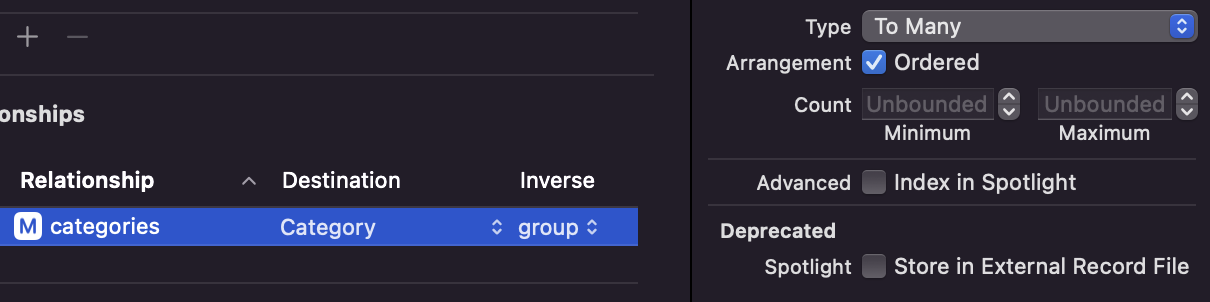 onships
Relationship Destination Inverse
M categories Category group
Type To Many
Arrangement Ordered
Count Unbounded Unbounded
Minimum Maximum
Advanced Index in Spotlight
Deprecated
Spotlight Store in External Record File